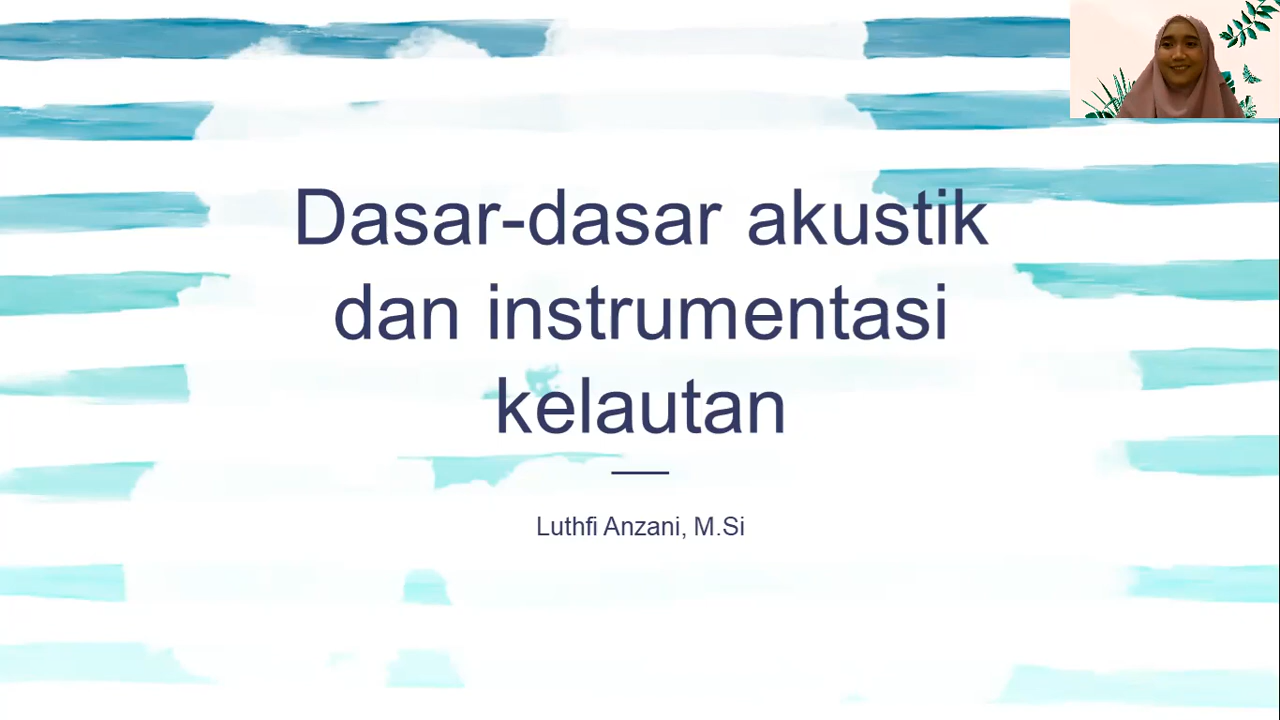 Dasar-dasar akustik
dan instrumentasi
kelautan
Luthfi Anzani, M.Si